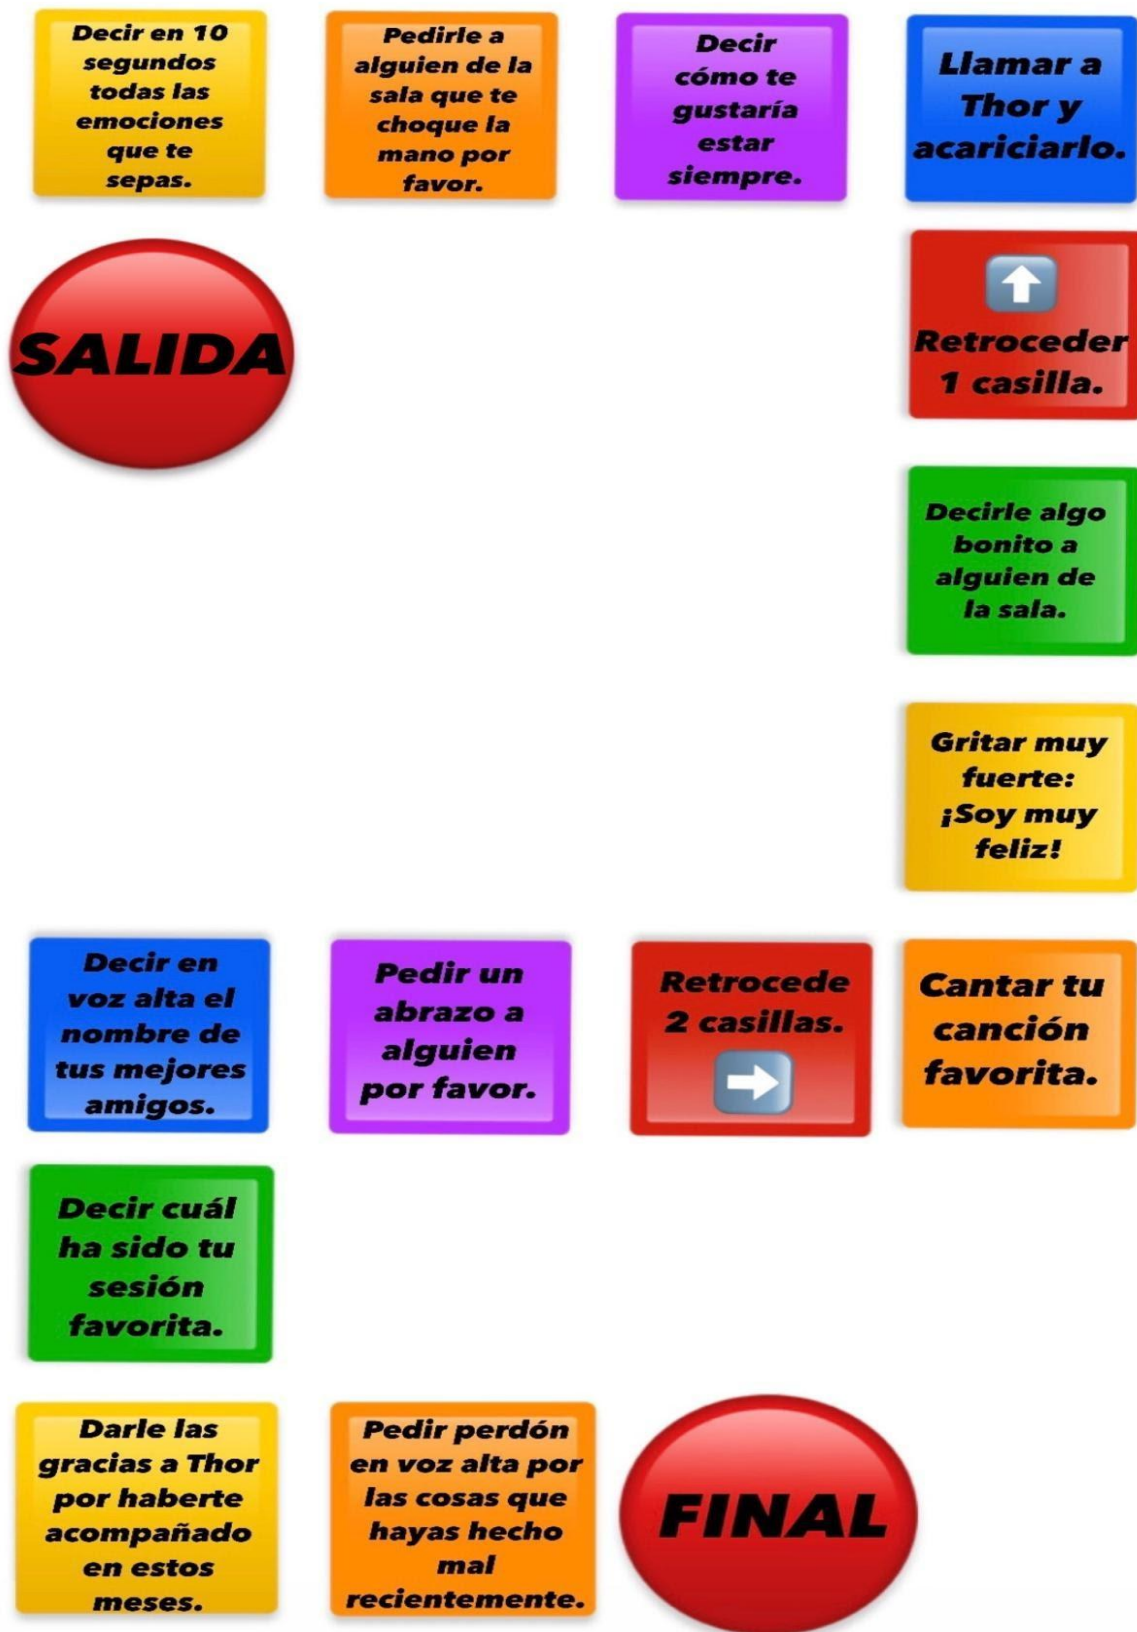 Decir en 10
segundos
todas las
emociones
que te
sepas.
Pedirle a
alguien de la
sala que te
choque la
mano por
favor.
Decir
cómo te
gustaría
estar
siempre.
Llamar a
Thor y
acariciarlo.
SALIDA
Retroceder
1 casilla.
Decirle algo
bonito a
alguien de
la sala.
Gritar muy
fuerte:
¡Soy muy
feliz!
Cantar tu
canción
favorita.
Retrocede
2 casillas.
Pedir un
abrazo a
alguien
por favor.
Decir en
voz alta el
nombre de
tus mejores
amigos.
Decir cuál
ha sido tu
sesión
favorita.
Darle las
gracias a Thor
por haberte
acompañado
en estos
meses.
Pedir perdón
en voz alta por
las cosas que
hayas hecho
mal
recientemente.
FINAL